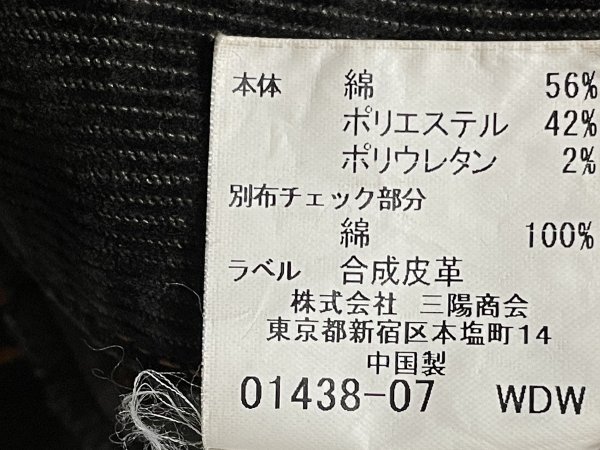 本体 綿 56%
ポリエステル 42%
ポリウレタン 2%
別布チェック部分
綿 100%
ラベル 合成皮革
株式会社 三陽商会
東京都新宿区本塩町14
中国製
01438-07 WDW